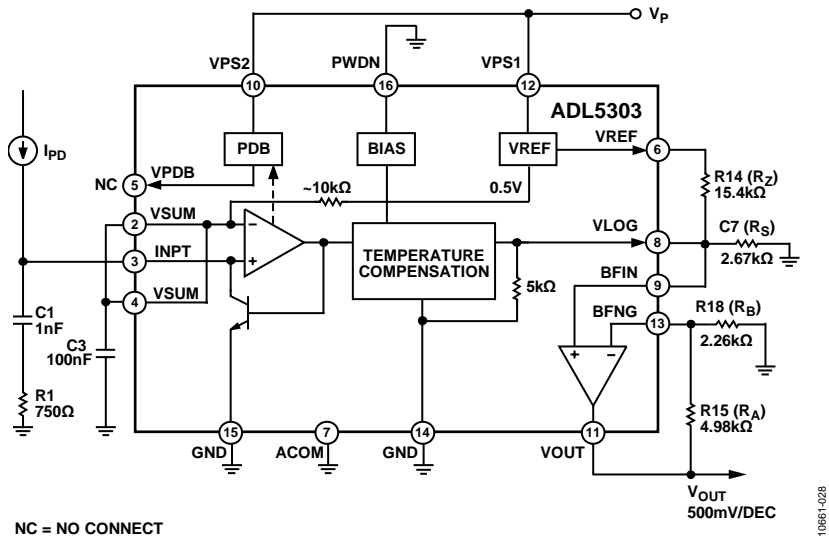 VP
VPS2
PWDN
VPS1
10
16
12
ADL5303
IPD
PDB
BIAS
VREF
VREF
6
R14 (RZ)
15.4kΩ
NC
5
VPDB
~10kΩ
0.5V
2
VSUM
−
VLOG
8
C7 (RS)
2.67kΩ
3
INPT
+
TEMPERATURE
COMPENSATION
4
VSUM
5kΩ
BFIN
9
BFNG
13
R18 (RB)
2.26kΩ
C1
1nF
C3
100nF
+
−
R1
750Ω
R15 (RA)
4.98kΩ
15
7
14
11
GND
ACOM
GND
VOUT
VOUT
500mV/DEC
NC = NO CONNECT
10661-028